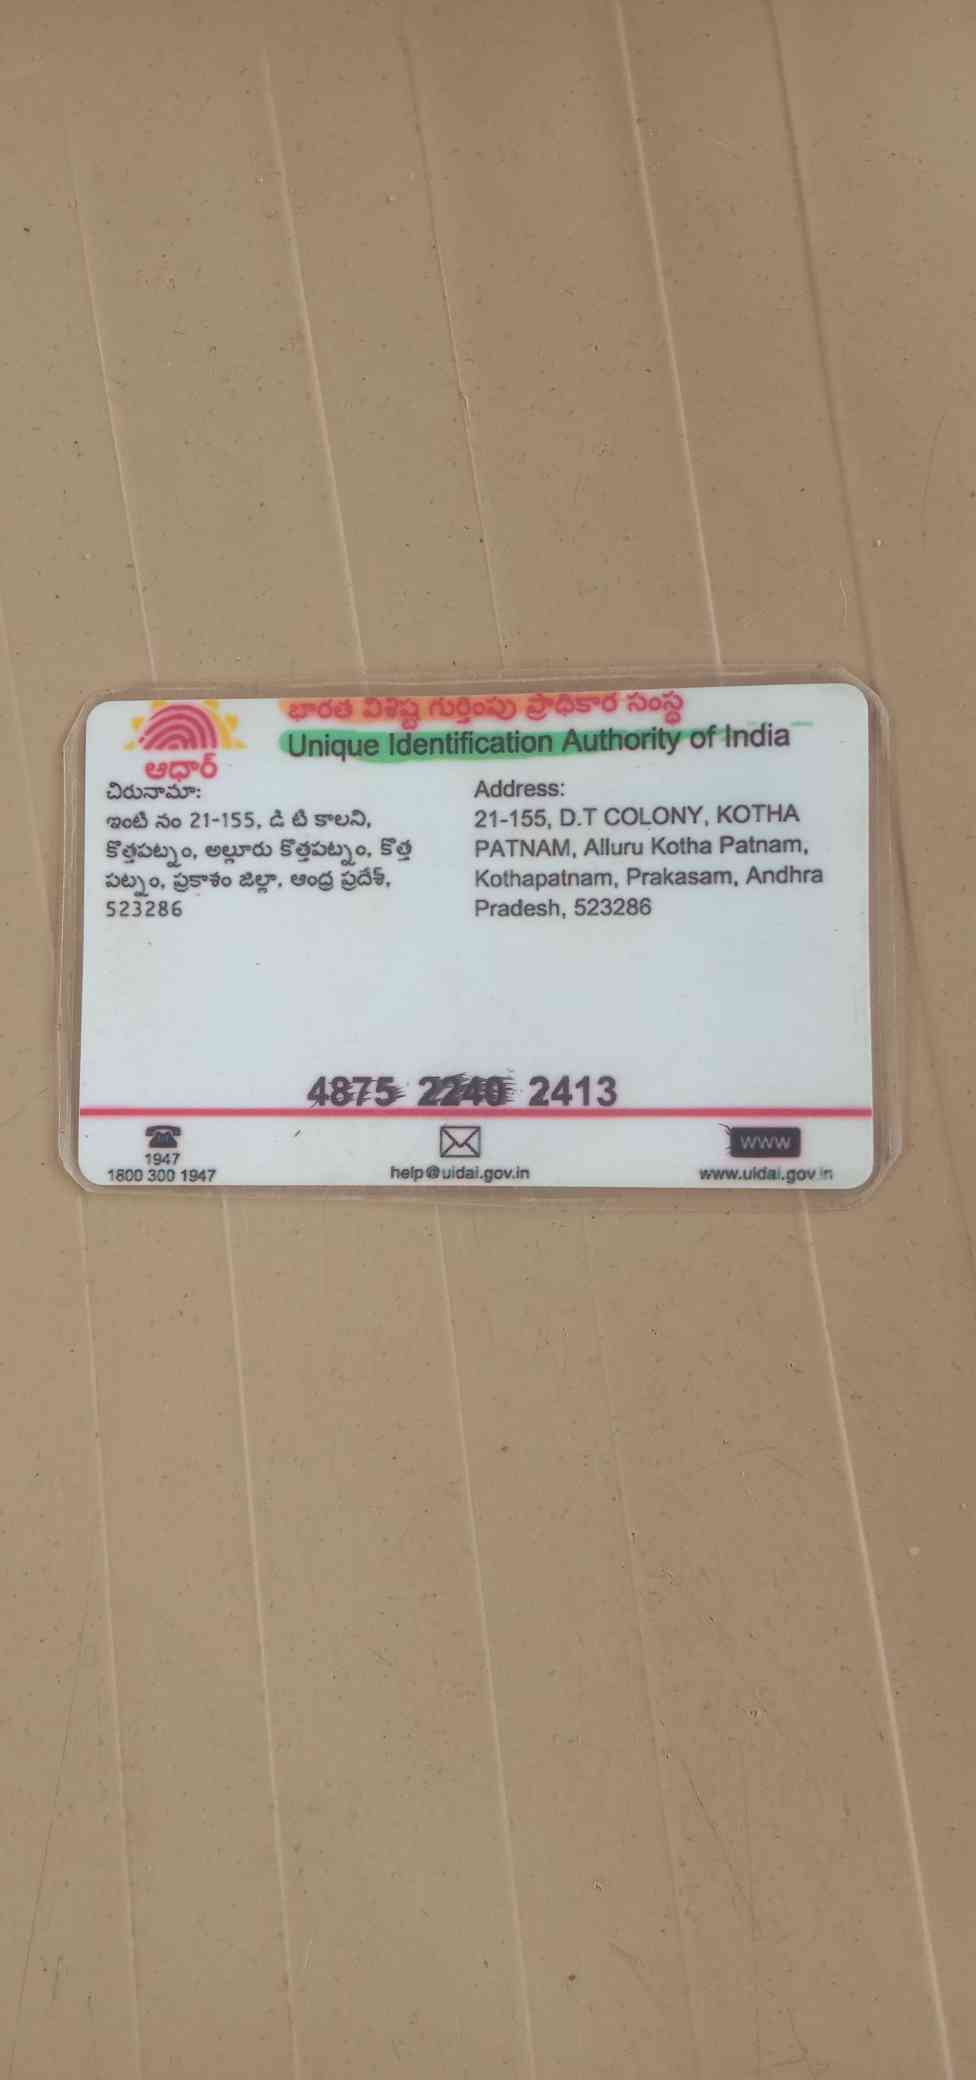 భారత విశిష్ట గుర్తింపు ప్రాధికార సంస్థ
Unique Identification Authority of India
ఆధార్
చిరునామా:
ఇంటి నం 21-155, డి టి కాలని,
కొత్తపట్నం, అల్లూరు కొత్తపట్నం, కొత్త
పట్నం, ప్రకాశం జిల్లా, ఆంధ్ర ప్రదేశ్,
523286
Address:
21-155, D.T COLONY, KOTHA
PATNAM, Alluru Kotha Patnam,
Kothapatnam, Prakasam, Andhra
Pradesh, 523286
4875 2240 2413
1947
1800 300 1947
help@uidai.gov.in
WWW
www.uidai.gov.in